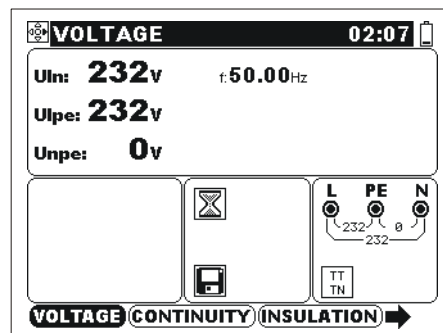 VOLTAGE 02:07
Uln: 232v f:50.00Hz
Ulpe: 232v
Unpe: 0v
L PE N
232 0
232
TT
TN
VOLTAGE CONTINUITY INSULATION